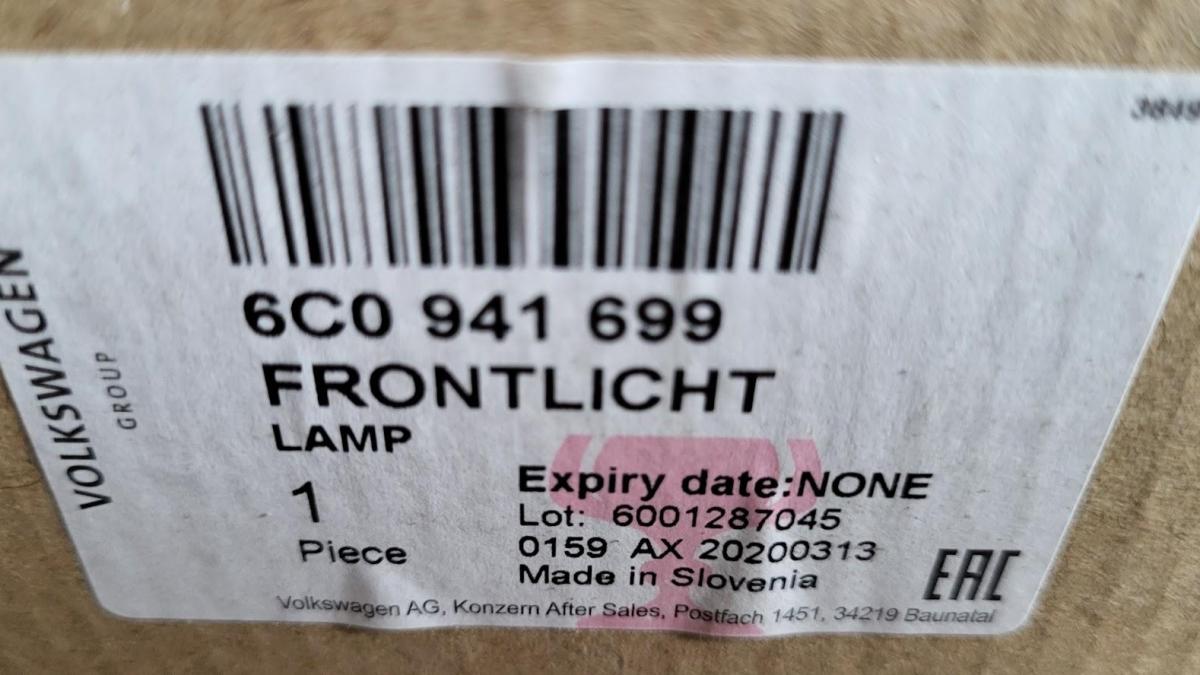 VOLKSWAGEN
GROUP
6C0 941 699
FRONTLICHT
LAMP
1
Piece
Expiry date:NONE
Lot: 6001287045
0159 AX 20200313
Made in Slovenia
EAC
Volkswagen AG, Konzern After Sales, Postfach 1451, 34219 Baunatal